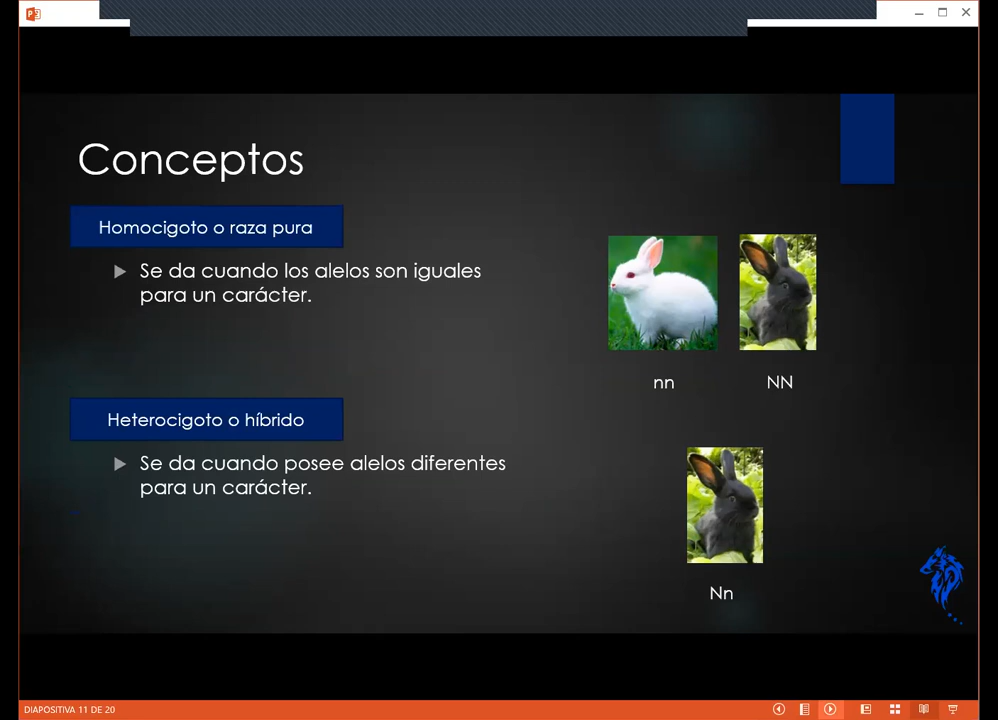 Conceptos
Homocigoto o raza pura
Se da cuando los alelos son iguales
para un carácter.
nn
NN
Heterocigoto o híbrido
Se da cuando posee alelos diferentes
para un carácter.
Nn
DIAPOSITIVA 11 DE 20